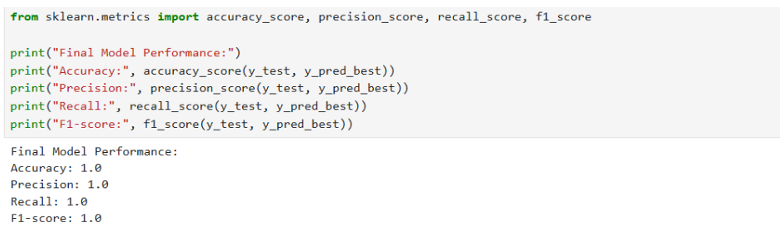 from sklearn.metrics import accuracy_score, precision_score, recall_score, f1_score
print("Final Model Performance:")
print("Accuracy:", accuracy_score(y_test, y_pred_best))
print("Precision:", precision_score(y_test, y_pred_best))
print("Recall:", recall_score(y_test, y_pred_best))
print("F1-score:", f1_score(y_test, y_pred_best))
Final Model Performance:
Accuracy: 1.0
Precision: 1.0
Recall: 1.0
F1-score: 1.0